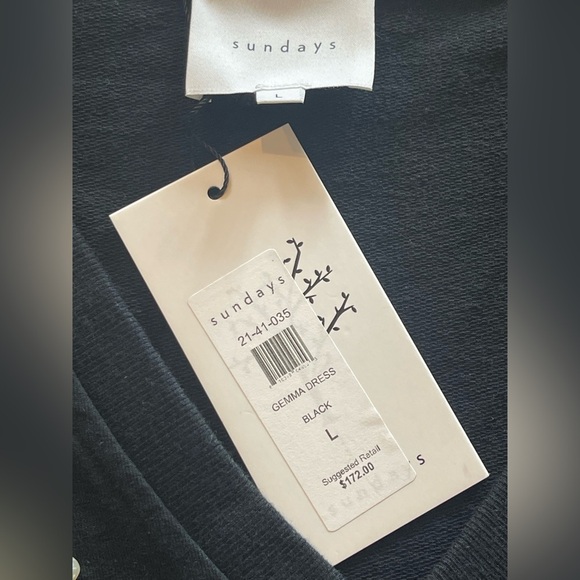 sundays
L
sundays
21-41-035
GEMMA DRESS
BLACK
L
Suggested Retail
$172.00
S